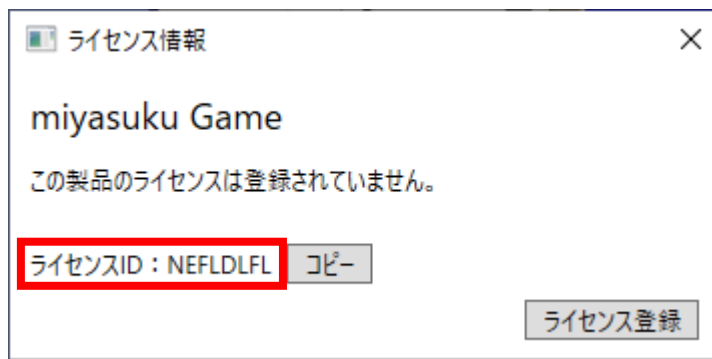 ライセンス情報
miyasuku Game
この製品のライセンスは登録されていません。
ライセンスID：NEFLDLFL コピー
ライセンス登録